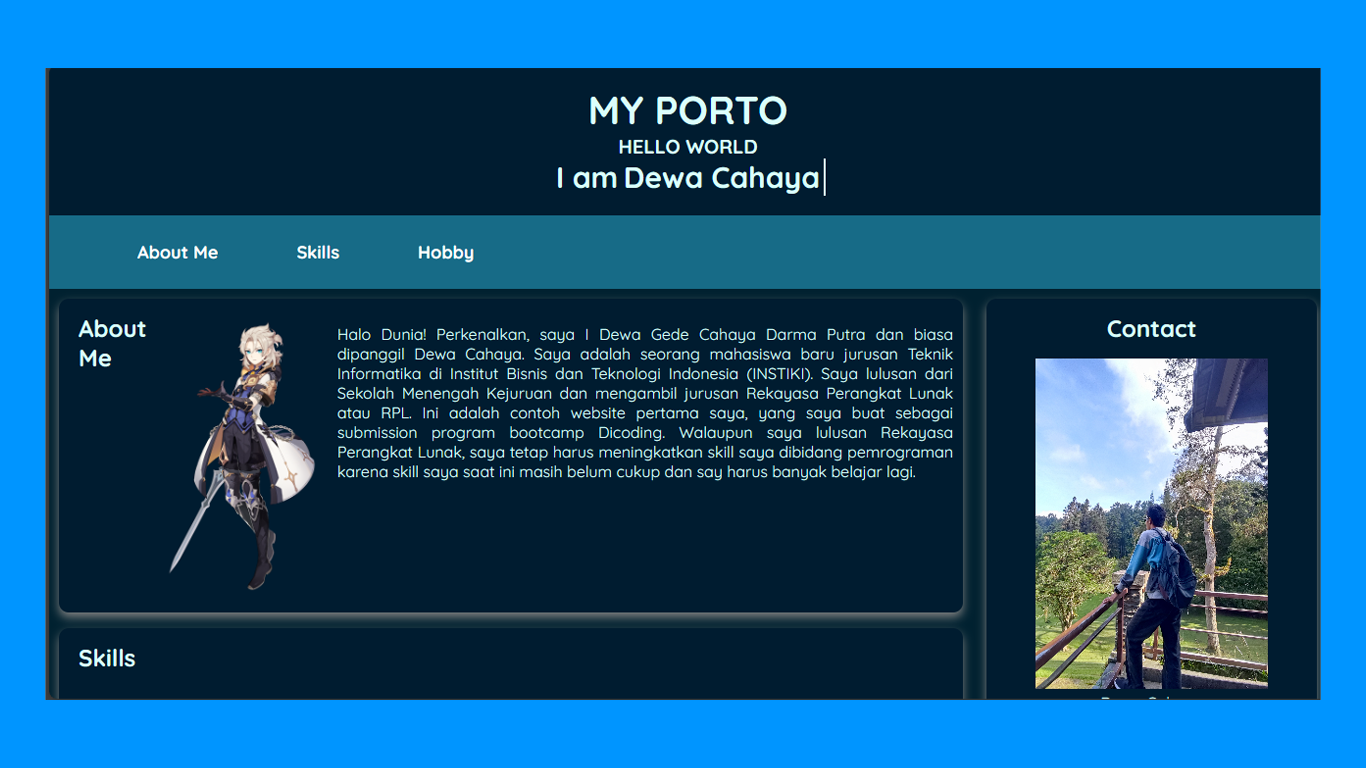 MY PORTO
HELLO WORLD
I am Dewa Cahaya
About Me
Skills
Hobby
About
Me
Halo Dunia! Perkenalkan, saya I Dewa Gede Cahaya Darma Putra dan biasa
dipanggil Dewa Cahaya. Saya adalah seorang mahasiswa baru jurusan Teknik
Informatika di Institut Bisnis dan Teknologi Indonesia (INSTIKI). Saya lulusan dari
Sekolah Menengah Kejuruan dan mengambil jurusan Rekayasa Perangkat Lunak
atau RPL. Ini adalah contoh website pertama saya, yang saya buat sebagai
submission program bootcamp Dicoding. Walaupun saya lulusan Rekayasa
Perangkat Lunak, saya tetap harus meningkatkan skill saya dibidang pemrograman
karena skill saya saat ini masih belum cukup dan say harus banyak belajar lagi.
Contact
Skills